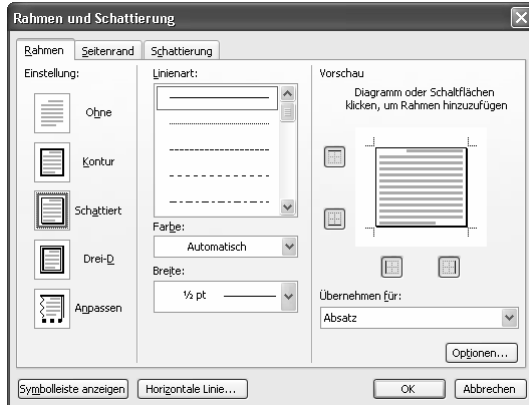 Rahmen und Schattierung
Rahmen
Seitenrand
Schattierung
Einstellung:
Ohne
Kontur
Schattiert
Drei-D
Anpassen
Linienart:
Farbe:
Automatisch
Breite:
½ pt
Vorschau
Diagramm oder Schaltflächen
klicken, um Rahmen hinzuzufügen
Übernehmen für:
Absatz
Optionen...
Symbolleiste anzeigen
Horizontale Linie...
OK
Abbrechen